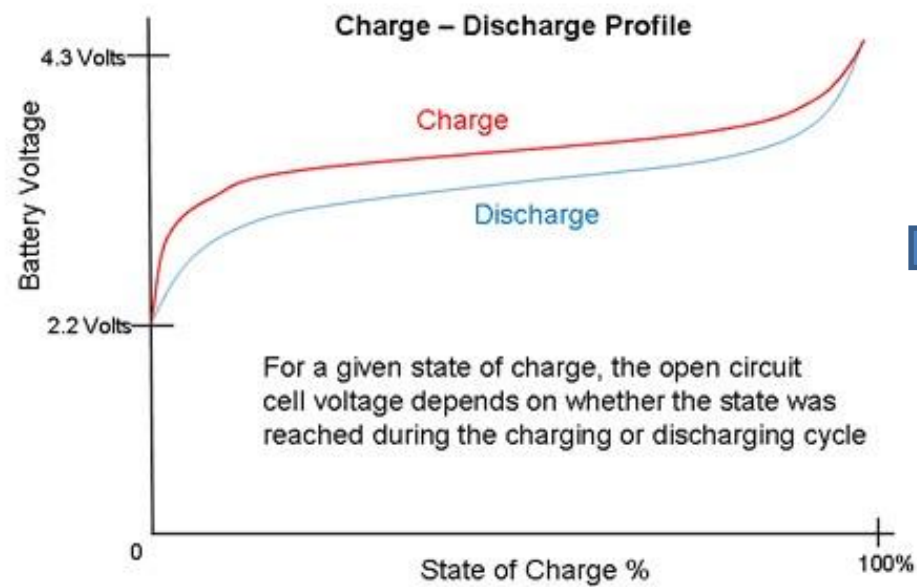 Charge – Discharge Profile
4.3 Volts
Battery Voltage
Charge
Discharge
2.2 Volts
For a given state of charge, the open circuit
cell voltage depends on whether the state was
reached during the charging or discharging cycle
0
State of Charge %
100%